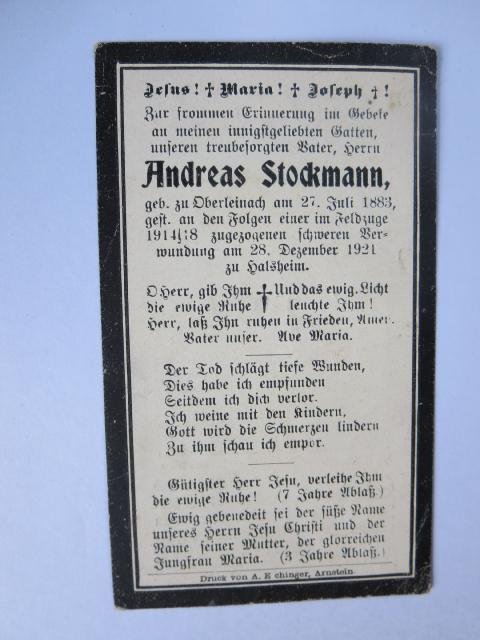 Jesus! ✝ Maria! ✝ Joseph ✝!
Zur frommen Erinnerung im Gebete
an meinen innigstgeliebten Gatten,
unseren treubesorgten Vater, Herrn
Andreas Stockmann,
geb. zu Oberleinach am 27. Juli 1883,
gest. an den Folgen einer im Feldzuge
1914/18 zugezogenen schweren Ver-
wundung am 28. Dezember 1921
zu Halsheim.
O Herr, gib Ihm ✝ Und das ewig. Licht
die ewige Ruhe leuchte Ihm!
Herr, laß Ihn ruhen in Frieden, Amen.
Vater unser. Ave Maria.
Der Tod schlägt tiefe Wunden,
Dies habe ich empfunden
Seitdem ich dich verlor.
Ich weine mit den Kindern,
Gott wird die Schmerzen lindern
Zu ihm schau ich empor.
Gütigster Herr Jesu, verleihe Ihm
die ewige Ruhe! (7 Jahre Ablaß.)
Ewig gebenedeit sei der süße Name
unseres Herrn Jesu Christi und der
Name seiner Mutter, der glorreichen
Jungfrau Maria. (3 Jahre Ablaß.)
Druck von A. Arnstein.